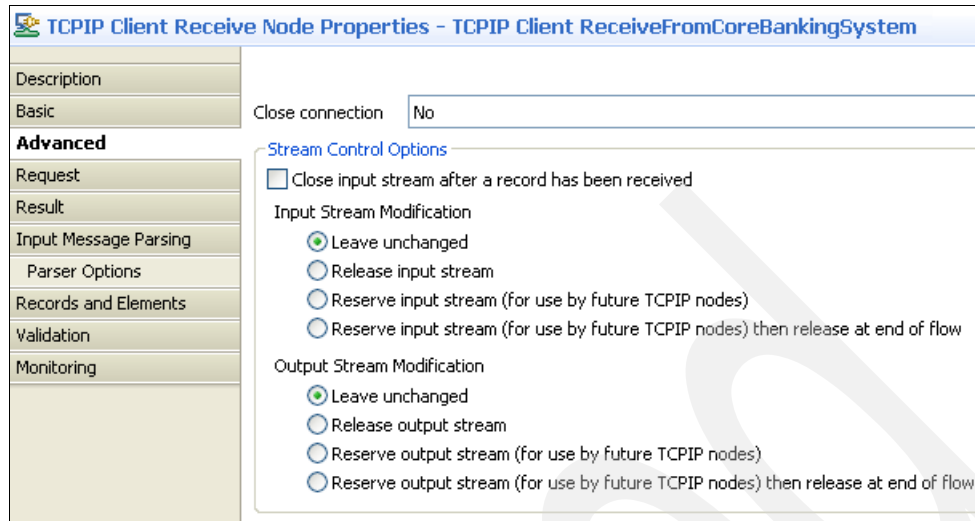 TCPIP Client Receive Node Properties - TCPIP Client ReceiveFromCoreBankingSystem
Description
Basic
Advanced
Request
Result
Input Message Parsing
Parser Options
Records and Elements
Validation
Monitoring
Close connection No
Stream Control Options
Close input stream after a record has been received
Input Stream Modification
Leave unchanged
Release input stream
Reserve input stream (for use by future TCPIP nodes)
Reserve input stream (for use by future TCPIP nodes) then release at end of flow
Output Stream Modification
Leave unchanged
Release output stream
Reserve output stream (for use by future TCPIP nodes)
Reserve output stream (for use by future TCPIP nodes) then release at end of flow